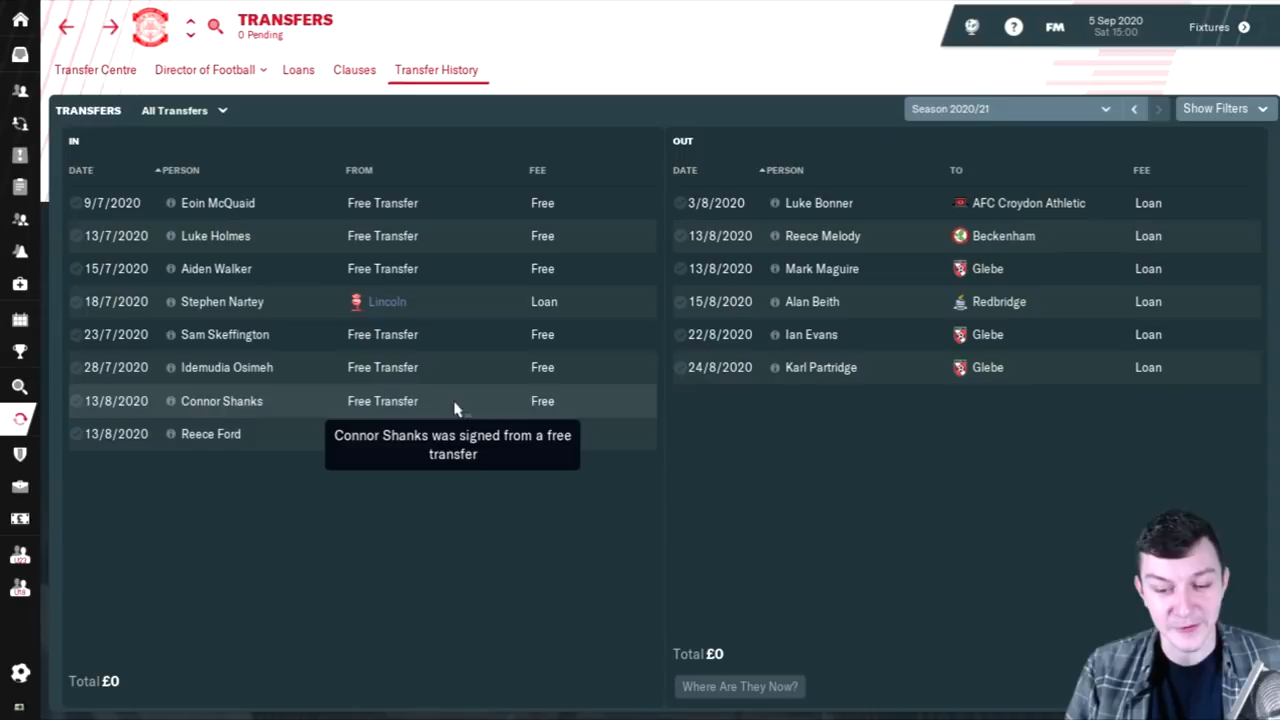 TRANSFERS
0 Pending
FM
5 Sep 2020
Sat 15:00
Fixtures
Transfer Centre
Director of Football
Loans
Clauses
Transfer History
TRANSFERS
All Transfers
Season 2020/21
Show Filters
IN
DATE PERSON FROM FEE
9/7/2020 Eoin McQuaid Free Transfer Free
13/7/2020 Luke Holmes Free Transfer Free
15/7/2020 Aiden Walker Free Transfer Free
18/7/2020 Stephen Nartey Lincoln Loan
23/7/2020 Sam Skeffington Free Transfer Free
28/7/2020 Idemudia Osimeh Free Transfer Free
13/8/2020 Connor Shanks Free Transfer Free
13/8/2020 Reece Ford
Connor Shanks was signed from a free
transfer
Total £0
OUT
DATE PERSON TO FEE
3/8/2020 Luke Bonner AFC Croydon Athletic Loan
13/8/2020 Reece Melody Beckenham Loan
13/8/2020 Mark Maguire Glebe Loan
15/8/2020 Alan Beith Redbridge Loan
22/8/2020 Ian Evans Glebe Loan
24/8/2020 Karl Partridge Glebe Loan
Total £0
Where Are They Now?
U23
U18